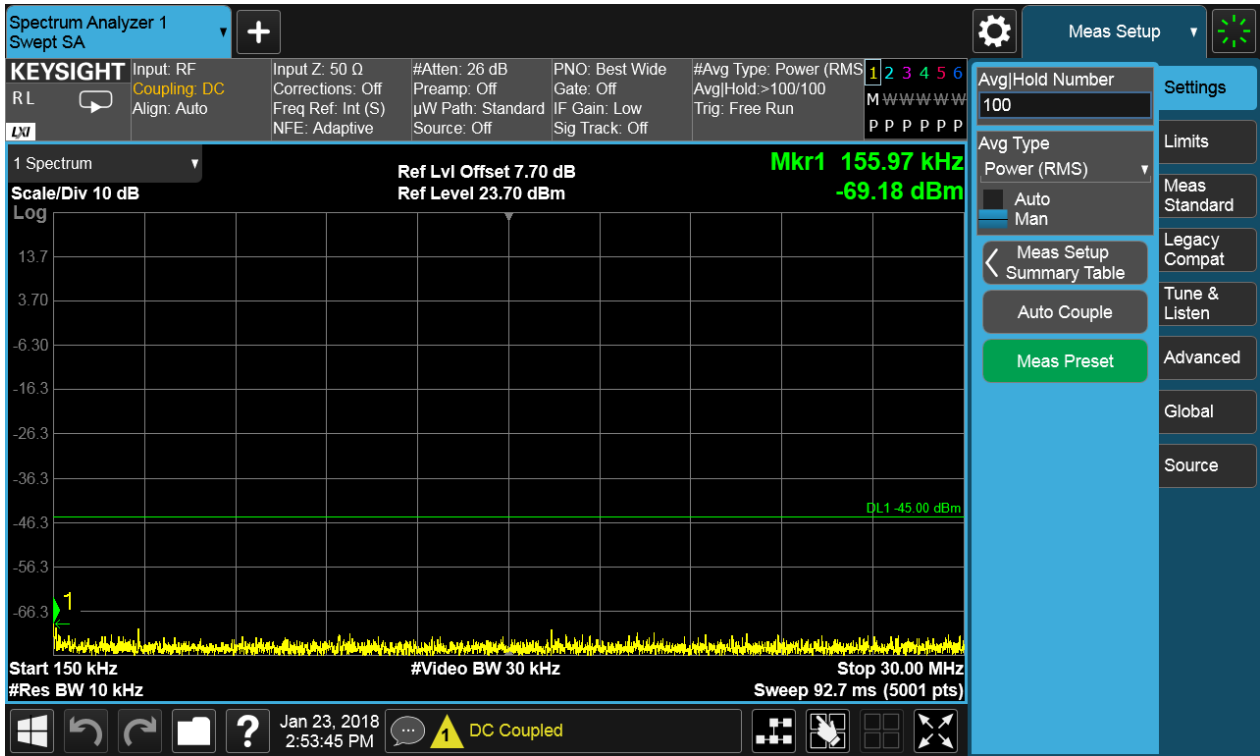 Spectrum Analyzer 1
Swept SA
+
Meas Setup
KEYSIGHT
RL
LXI
Input: RF
Coupling: DC
Align: Auto
Input Z: 50 Ω
Corrections: Off
Freq Ref: Int (S)
NFE: Adaptive
#Atten: 26 dB
Preamp: Off
µW Path: Standard
Source: Off
PNO: Best Wide
Gate: Off
IF Gain: Low
Sig Track: Off
#Avg Type: Power (RMS
Avg|Hold:>100/100
Trig: Free Run
1 2 3 4 5 6
M W W W W W
P P P P P P
1 Spectrum
Scale/Div 10 dB
Ref Lvl Offset 7.70 dB
Ref Level 23.70 dBm
Mkr1 155.97 kHz
-69.18 dBm
Log
13.7
3.70
-6.30
-16.3
-26.3
-36.3
-46.3
-56.3
-66.3
DL1 -45.00 dBm
1
Start 150 kHz
#Video BW 30 kHz
Stop 30.00 MHz
#Res BW 10 kHz
Sweep 92.7 ms (5001 pts)
Avg|Hold Number
100
Avg Type
Power (RMS)
Auto
Man
Meas Setup
Summary Table
Auto Couple
Meas Preset
Settings
Limits
Meas
Standard
Legacy
Compat
Tune &
Listen
Advanced
Global
Source
?
Jan 23, 2018
2:53:45 PM
1
DC Coupled